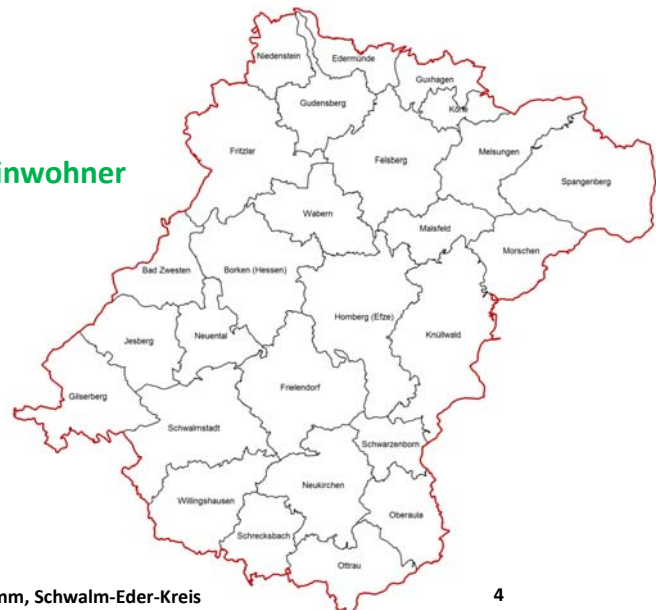 Niedenstein
Edermünde
Guxhagen
Gudensberg
Körle
Fritzlar
Felsberg
Melsungen
Spangenberg
inwohner
Wabern
Malsfeld
Morschen
Bad Zwesten
Borken (Hessen)
Homberg (Efze)
Knüllwald
Jesberg
Neuental
Gilserberg
Frielendorf
Schwalmstadt
Schwarzenborn
Neukirchen
Willingshausen
Oberaula
Schrecksbach
Ottrau
mm, Schwalm-Eder-Kreis
4